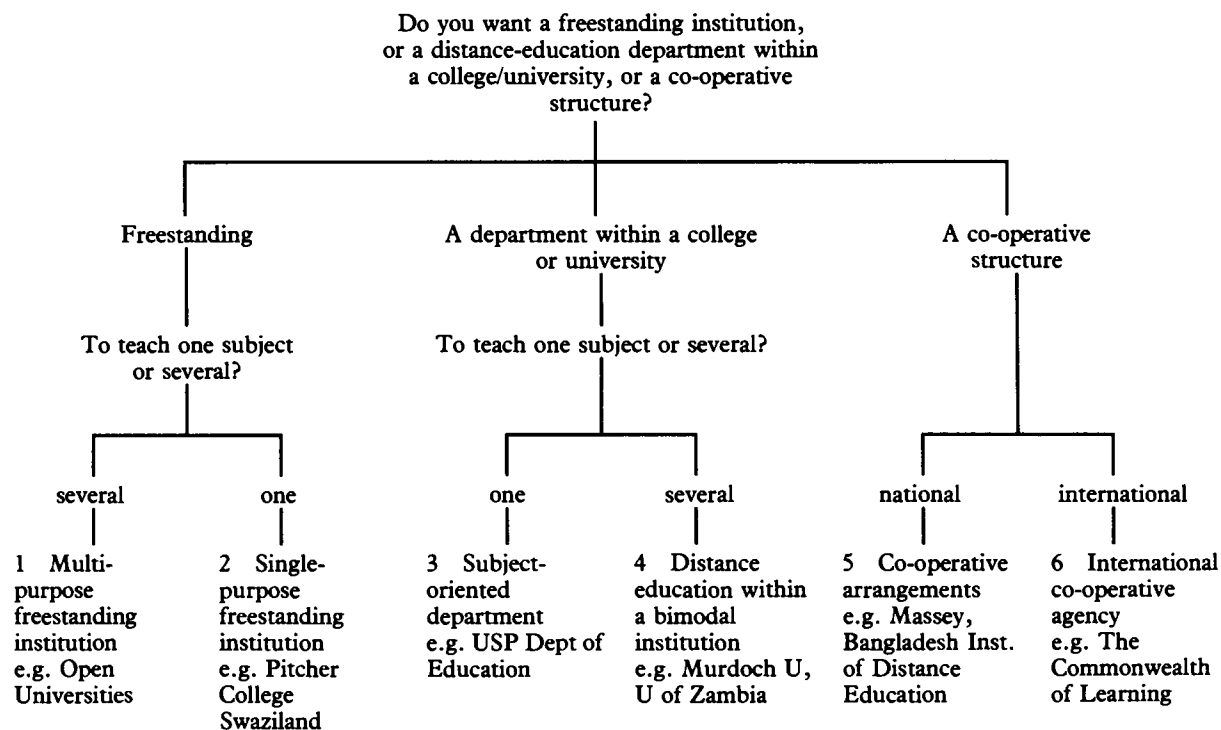 Do you want a freestanding institution,
or a distance-education department within
a college/university, or a co-operative
structure?
Freestanding
A department within a college
or university
A co-operative
structure
To teach one subject
or several?
To teach one subject or several?
several
one
one
several
national
international
1 Multi-
purpose
freestanding
institution
e.g. Open
Universities
2 Single-
purpose
freestanding
institution
e.g. Pitcher
College
Swaziland
3 Subject-
oriented
department
e.g. USP Dept of
Education
4 Distance
education within
a bimodal
institution
e.g. Murdoch U,
U of Zambia
5 Co-operative
arrangements
e.g. Massey,
Bangladesh Inst.
of Distance
Education
6 International
co-operative
agency
e.g. The
Commonwealth
of Learning